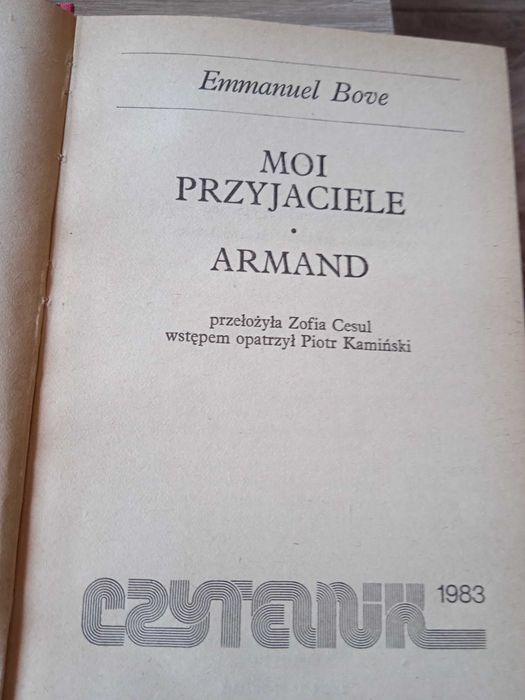 Emmanuel Bove
MOI
PRZYJACIELE
·
ARMAND
przełożyła Zofia Cesul
wstępem opatrzył Piotr Kamiński
CZYTELNIK 1983